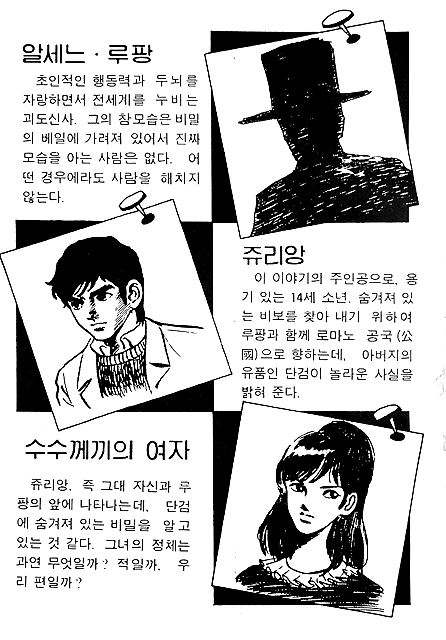 알세느 · 루팡
초인적인 행동력과 두뇌를
자랑하면서 전세계를 누비는
괴도신사. 그의 참모습은 비밀
의 베일에 가려져 있어서 진짜
모습을 아는 사람은 없다. 어
떤 경우에라도 사람을 해치지
않는다.
쥬리앙
이 이야기의 주인공으로, 용
기 있는 14세 소년. 숨겨져 있
는 비보를 찾아 내기 위하여
루팡과 함께 로마노 공국(公
國)으로 향하는데, 아버지의
유품인 단검이 놀라운 사실을
밝혀 준다.
수수께끼의 여자
쥬리앙, 즉 그대 자신과 루
팡의 앞에 나타나는데, 단검
에 숨겨져 있는 비밀을 알고
있는 것 같다. 그녀의 정체는
과연 무엇일까? 적일까, 우
리 편일까?